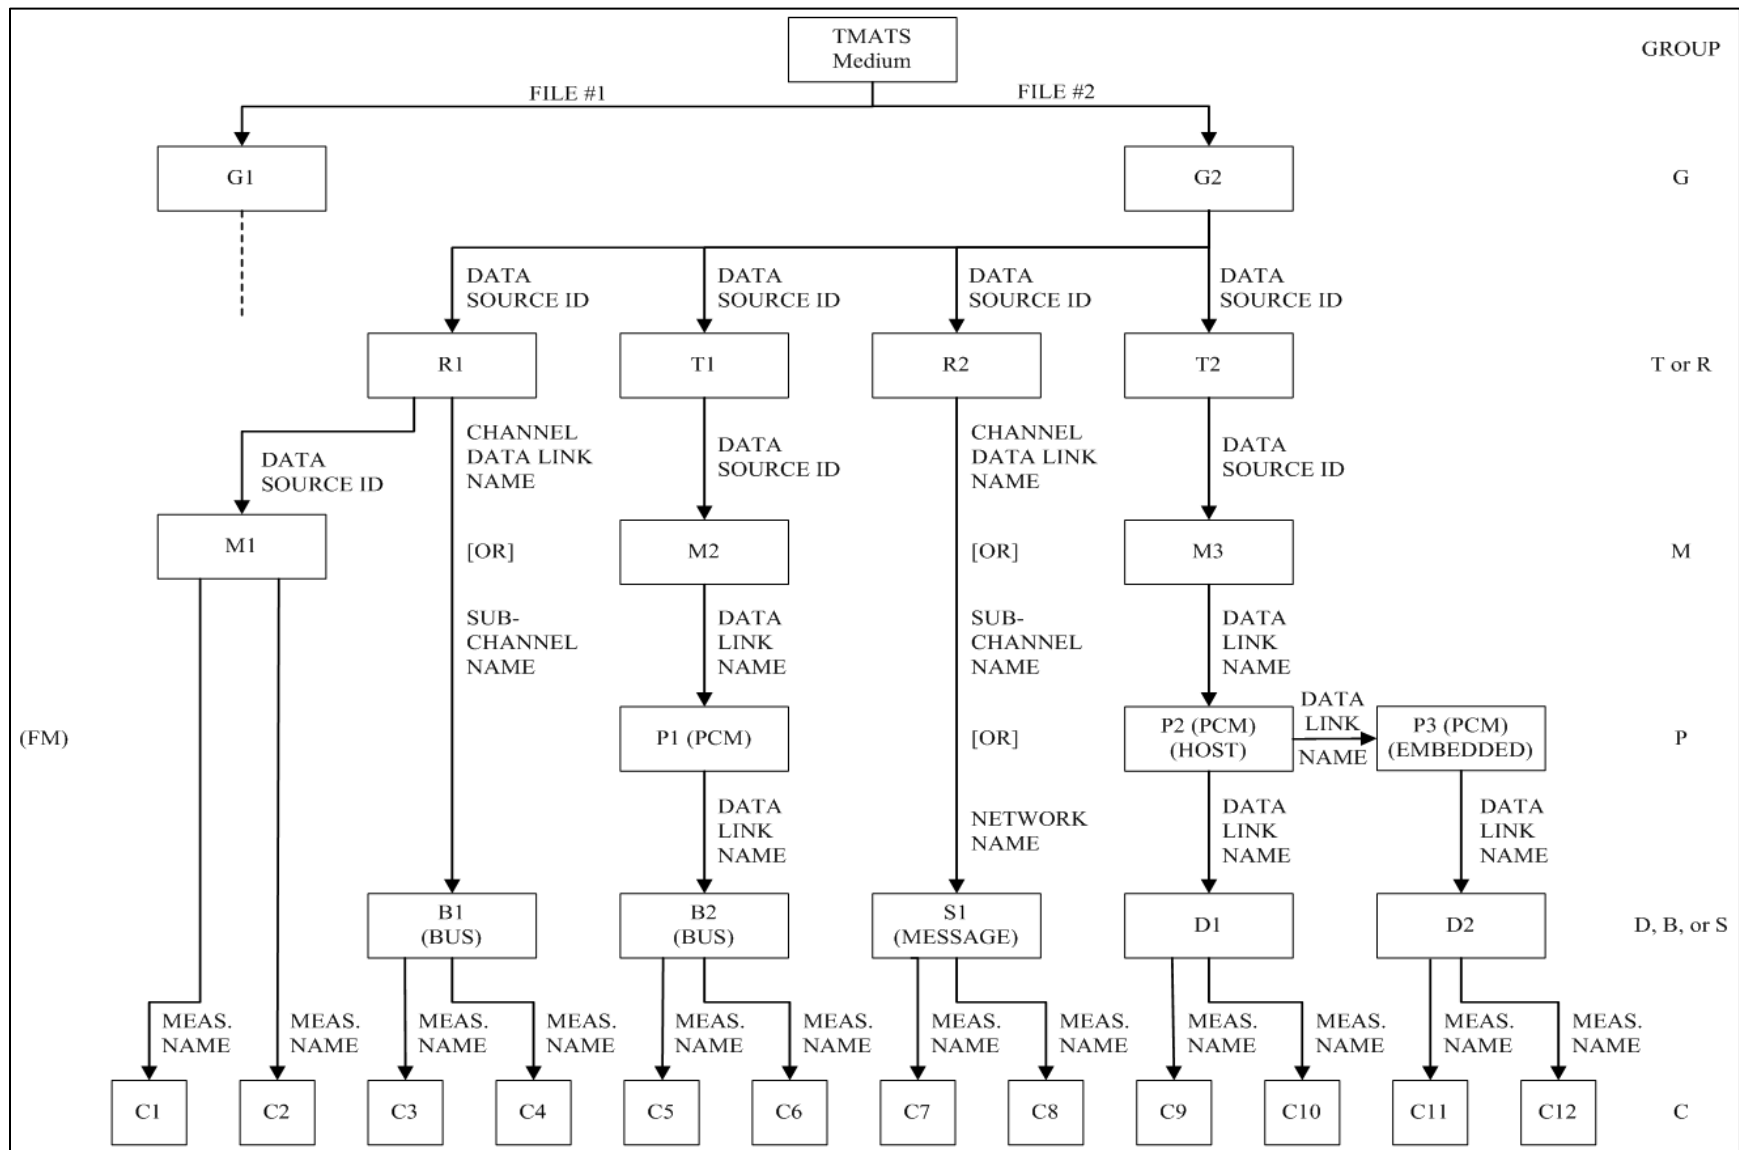 TMATS
Medium
GROUP
FILE #1
FILE #2
G1
G2
G
DATA
SOURCE ID
DATA
SOURCE ID
DATA
SOURCE ID
DATA
SOURCE ID
R1
T1
R2
T2
T or R
CHANNEL
DATA LINK
NAME
CHANNEL
DATA LINK
NAME
DATA
SOURCE ID
DATA
SOURCE ID
DATA
SOURCE ID
M1
[OR]
M2
[OR]
M3
M
SUB-
CHANNEL
NAME
DATA
LINK
NAME
SUB-
CHANNEL
NAME
DATA
LINK
NAME
(FM)
P1 (PCM)
[OR]
P2 (PCM)
(HOST)
DATA
LINK
NAME
P3 (PCM)
(EMBEDDED)
P
DATA
LINK
NAME
NETWORK
NAME
DATA
LINK
NAME
DATA
LINK
NAME
B1
(BUS)
B2
(BUS)
S1
(MESSAGE)
D1
D2
D, B, or S
MEAS.
NAME
MEAS.
NAME
MEAS.
NAME
MEAS.
NAME
MEAS.
NAME
MEAS.
NAME
MEAS.
NAME
MEAS.
NAME
MEAS.
NAME
MEAS.
NAME
MEAS.
NAME
MEAS.
NAME
C1
C2
C3
C4
C5
C6
C7
C8
C9
C10
C11
C12
C